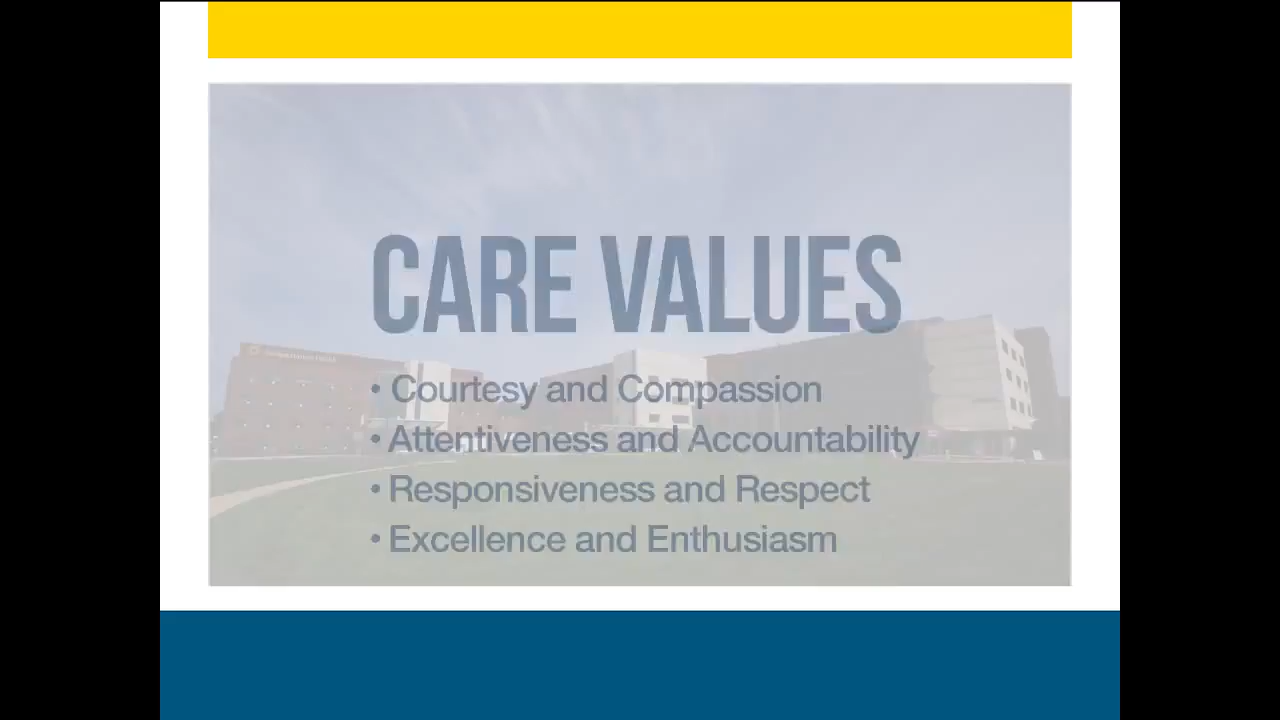 CARE VALUES
• Courtesy and Compassion
• Attentiveness and Accountability
• Responsiveness and Respect
• Excellence and Enthusiasm